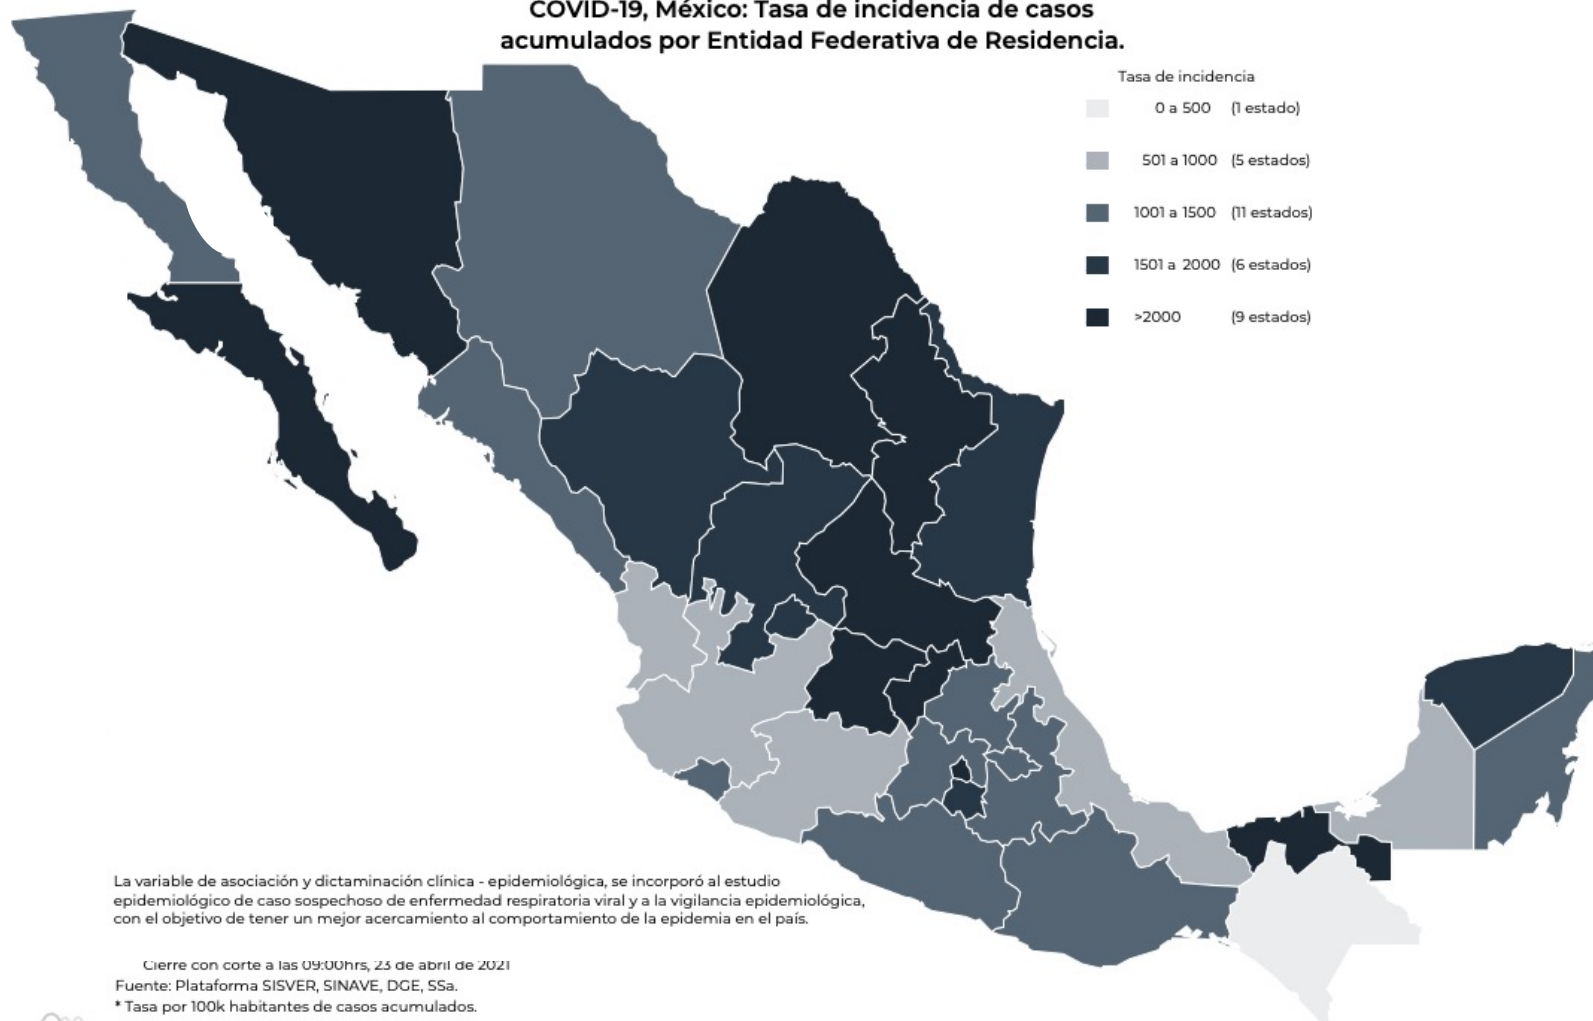 COVID-19, México: Tasa de incidencia de casos
acumulados por Entidad Federativa de Residencia.
Tasa de incidencia
0 a 500 (1 estado)
501 a 1000 (5 estados)
1001 a 1500 (11 estados)
1501 a 2000 (6 estados)
>2000 (9 estados)
La variable de asociación y dictaminación clínica - epidemiológica, se incorporó al estudio
epidemiológico de caso sospechoso de enfermedad respiratoria viral y a la vigilancia epidemiológica,
con el objetivo de tener un mejor acercamiento al comportamiento de la epidemia en el país.
Cierre con corte a las 09:00hrs, 23 de abril de 2021
Fuente: Plataforma SISVER, SINAVE, DGE, SSa.
* Tasa por 100k habitantes de casos acumulados.